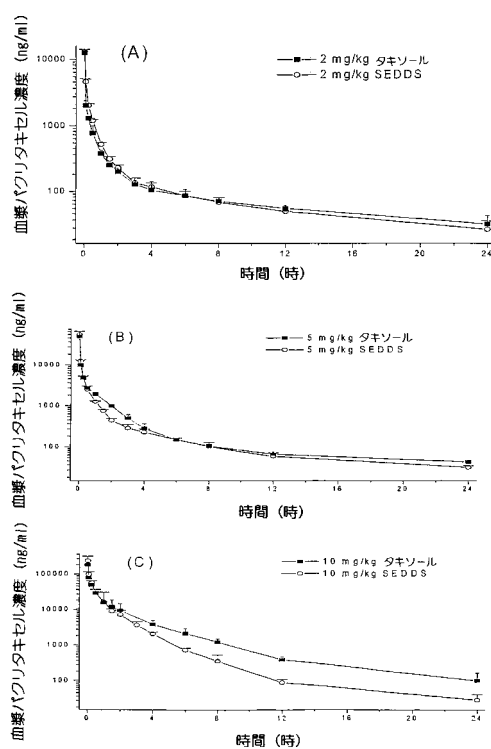 血漿パクリタキセル濃度 (ng/ml)
(A)
2 mg/kg タキソール
2 mg/kg SEDDS
10000
1000
100
0 4 8 12 16 20 24
時間 (時)
血漿パクリタキセル濃度 (ng/ml)
(B)
5 mg/kg タキソール
5 mg/kg SEDDS
10000
1000
100
0 4 8 12 16 20 24
時間 (時)
血漿パクリタキセル濃度 (ng/ml)
(C)
10 mg/kg タキソール
10 mg/kg SEDDS
100000
10000
1000
100
0 4 8 12 16 20 24
時間 (時)